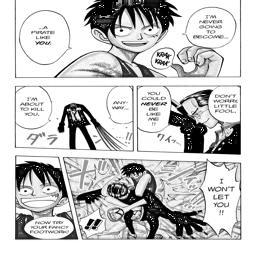 I'M
NEVER
GOING
TO
BECOME...
...A
PIRATE
LIKE
YOU.
KRAK
KRAK
DON'T
WORRY,
LITTLE
FOOL.
YOU
COULD
NEVER
BE
LIKE
ME
!!
ANY-
WAY...
I'M
ABOUT
TO
KILL
YOU.
I
WON'T
LET
YOU
!!
!!
NOW TRY
YOUR FANCY
FOOTWORK!